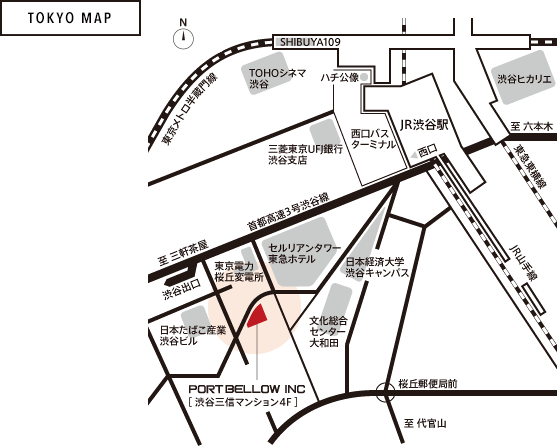 TOKYO MAP
N
SHIBUYA109
TOHOシネマ
渋谷
ハチ公像
渋谷ヒカリエ
東京メトロ半蔵門線
西口バス
ターミナル
JR渋谷駅
至 六本木
三菱東京UFJ銀行
渋谷支店
西口
東急東横線
首都高速3号渋谷線
至 三軒茶屋
セルリアンタワー
東急ホテル
東京電力
桜丘変電所
日本経済大学
渋谷キャンパス
JR山手線
渋谷出口
日本たばこ産業
渋谷ビル
文化総合
センター
大和田
PORTBELLOW INC
[ 渋谷三信マンション4F ]
桜丘郵便局前
至 代官山